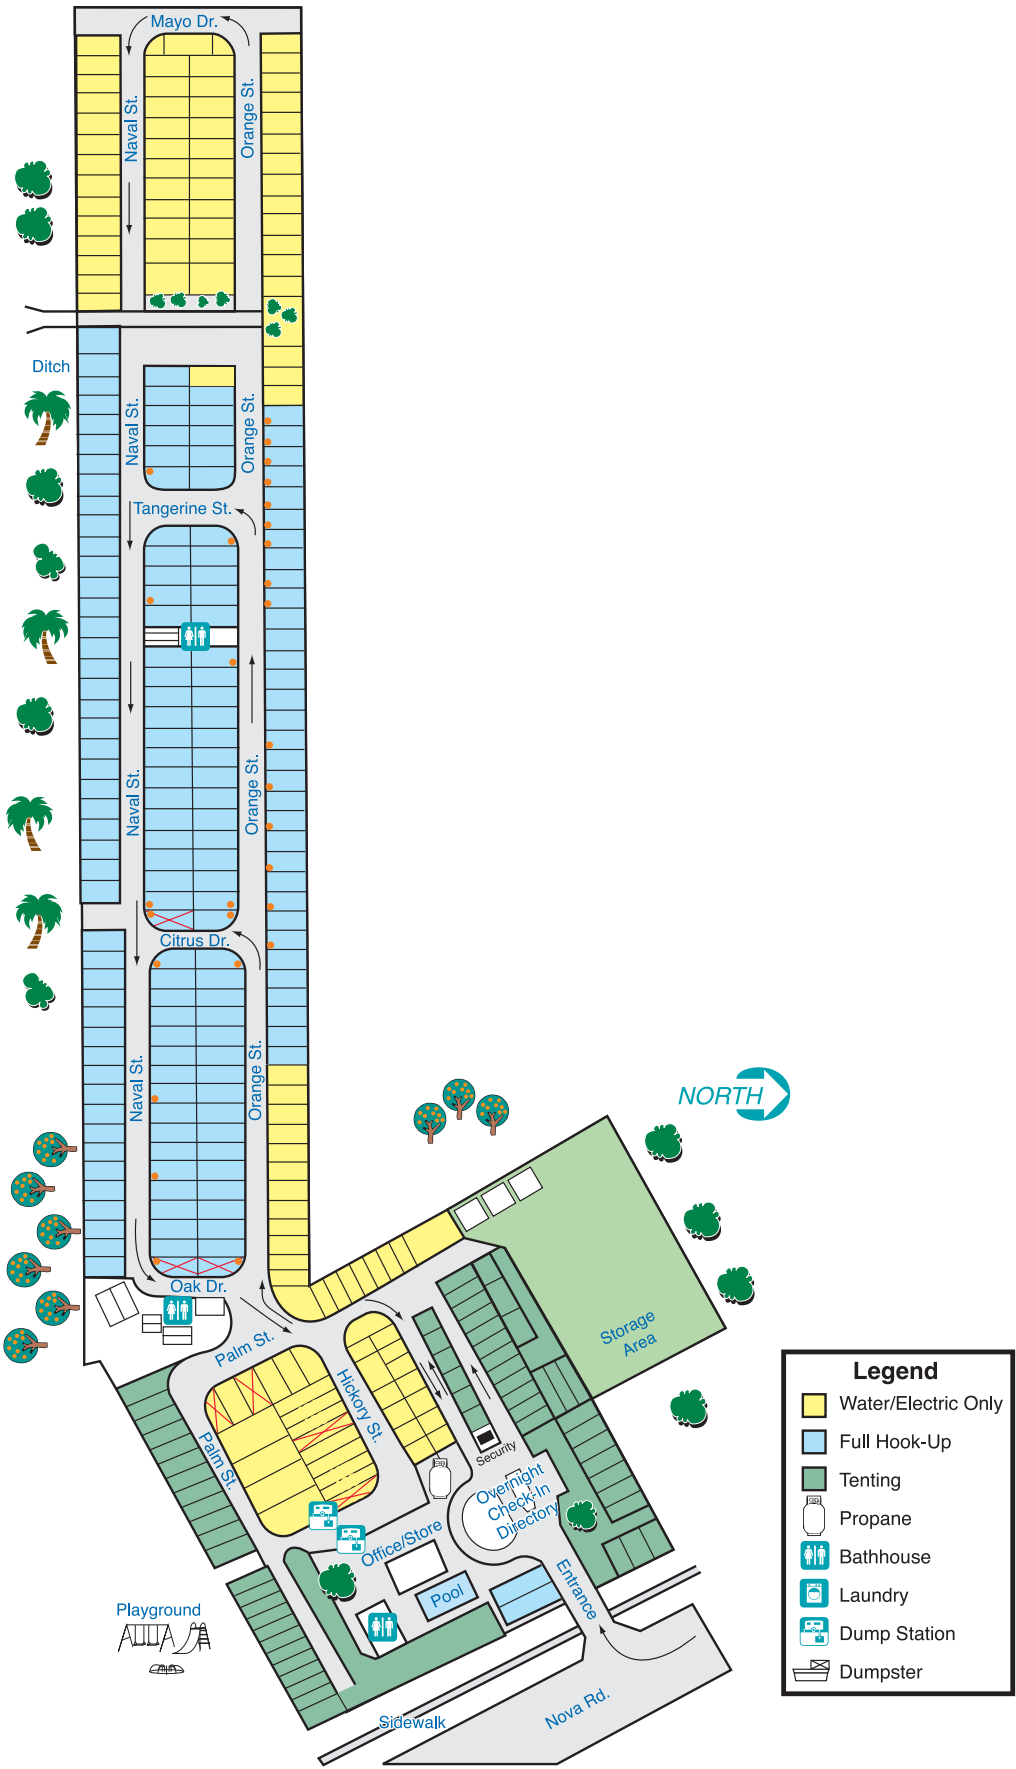 Mayo Dr.
Naval St.
Orange St.
Ditch
Naval St.
Orange St.
Tangerine St.
Naval St.
Orange St.
Citrus Dr.
Naval St.
Orange St.
NORTH
Oak Dr.
Palm St.
Hickory St.
Palm St.
Storage
Area
Security
Overnight
Check-In
Directory
Office/Store
Pool
Entrance
Playground
Sidewalk
Nova Rd.
Legend
Water/Electric Only
Full Hook-Up
Tenting
Propane
Bathhouse
Laundry
Dump Station
Dumpster